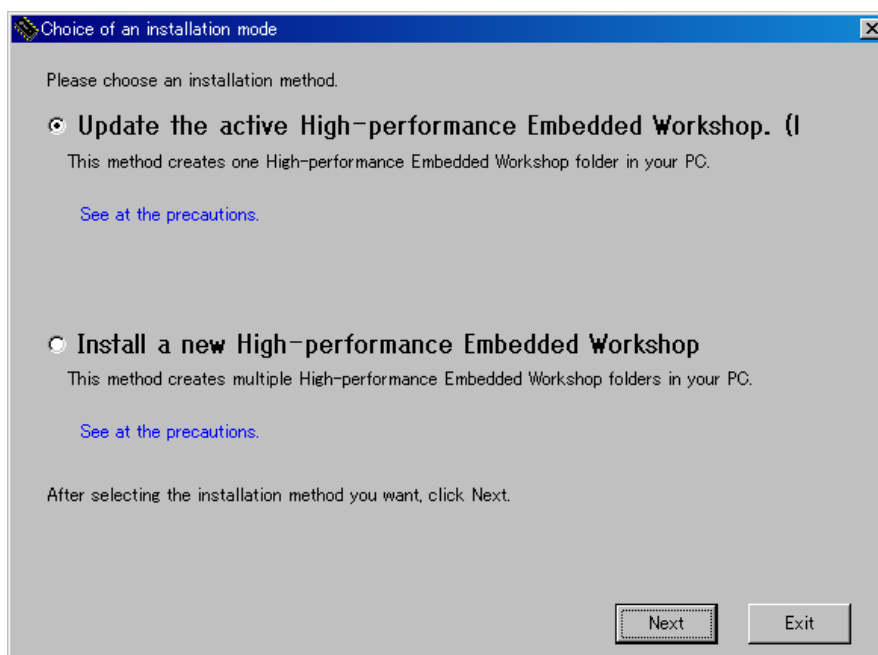 Choice of an installation mode
Please choose an installation method.
Update the active High-performance Embedded Workshop. (I
This method creates one High-performance Embedded Workshop folder in your PC.
See at the precautions.
Install a new High-performance Embedded Workshop
This method creates multiple High-performance Embedded Workshop folders in your PC.
See at the precautions.
After selecting the installation method you want, click Next.
Next
Exit